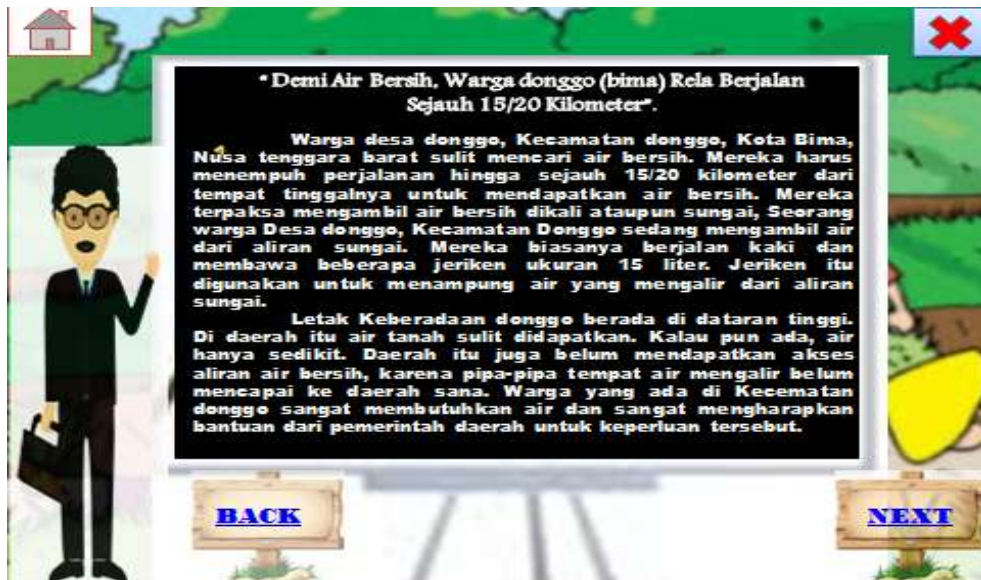 “Demi Air Bersih, Warga donggo (bima) Rela Berjalan
Sejauh 15/20 Kilometer”.
Warga desa donggo, Kecamatan donggo, Kota Bima,
Nusa tenggara barat sulit mencari air bersih. Mereka harus
menempuh perjalanan hingga sejauh 15/20 kilometer dari
tempat tinggalnya untuk mendapatkan air bersih. Mereka
terpaksa mengambil air bersih dikali ataupun sungai, Seorang
warga Desa donggo, Kecamatan Donggo sedang mengambil air
dari aliran sungai. Mereka biasanya berjalan kaki dan
membawa beberapa jeriken ukuran 15 liter. Jeriken itu
digunakan untuk menampung air yang mengalir dari aliran
sungai.
Letak Keberadaan donggo berada di dataran tinggi.
Di daerah itu air tanah sulit didapatkan. Kalau pun ada, air
hanya sedikit. Daerah itu juga belum mendapatkan akses
aliran air bersih, karena pipa-pipa tempat air mengalir belum
mencapai ke daerah sana. Warga yang ada di Kecematan
donggo sangat membutuhkan air dan sangat mengharapkan
bantuan dari pemerintah daerah untuk keperluan tersebut.
BACK
NEXT